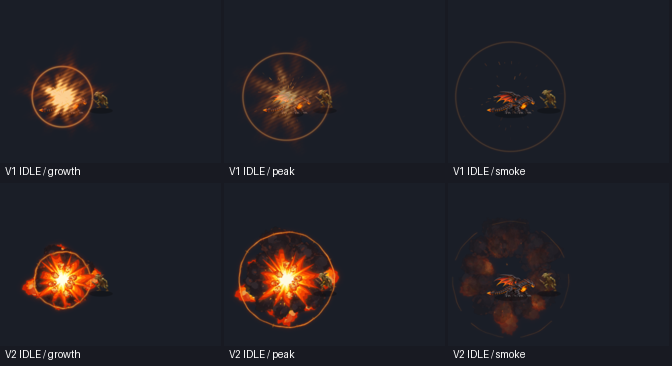 V1 IDLE / growth
V1 IDLE / peak
V1 IDLE / smoke
V2 IDLE / growth
V2 IDLE / peak
V2 IDLE / smoke